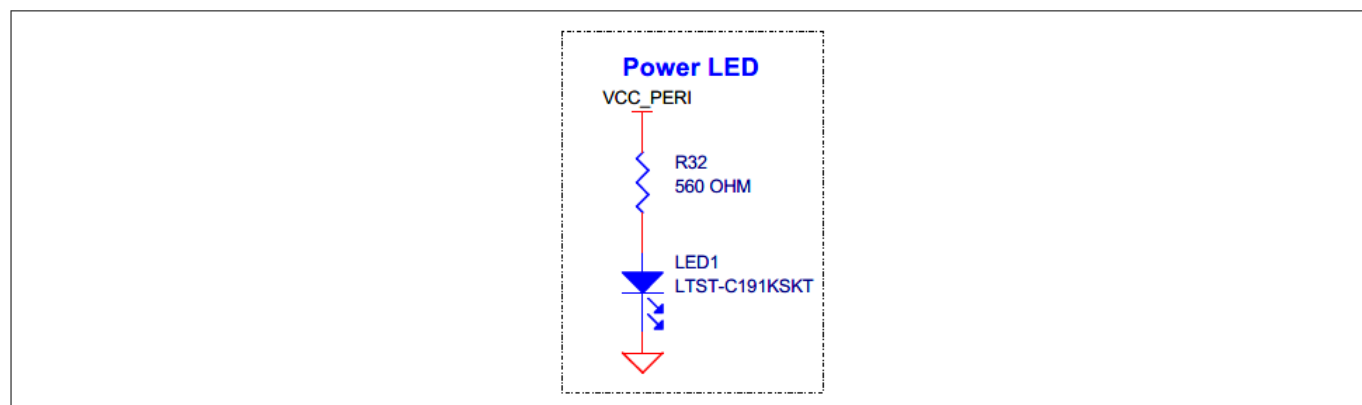 Power LED
VCC_PERI
R32
560 OHM
LED1
LTST-C191KSKT